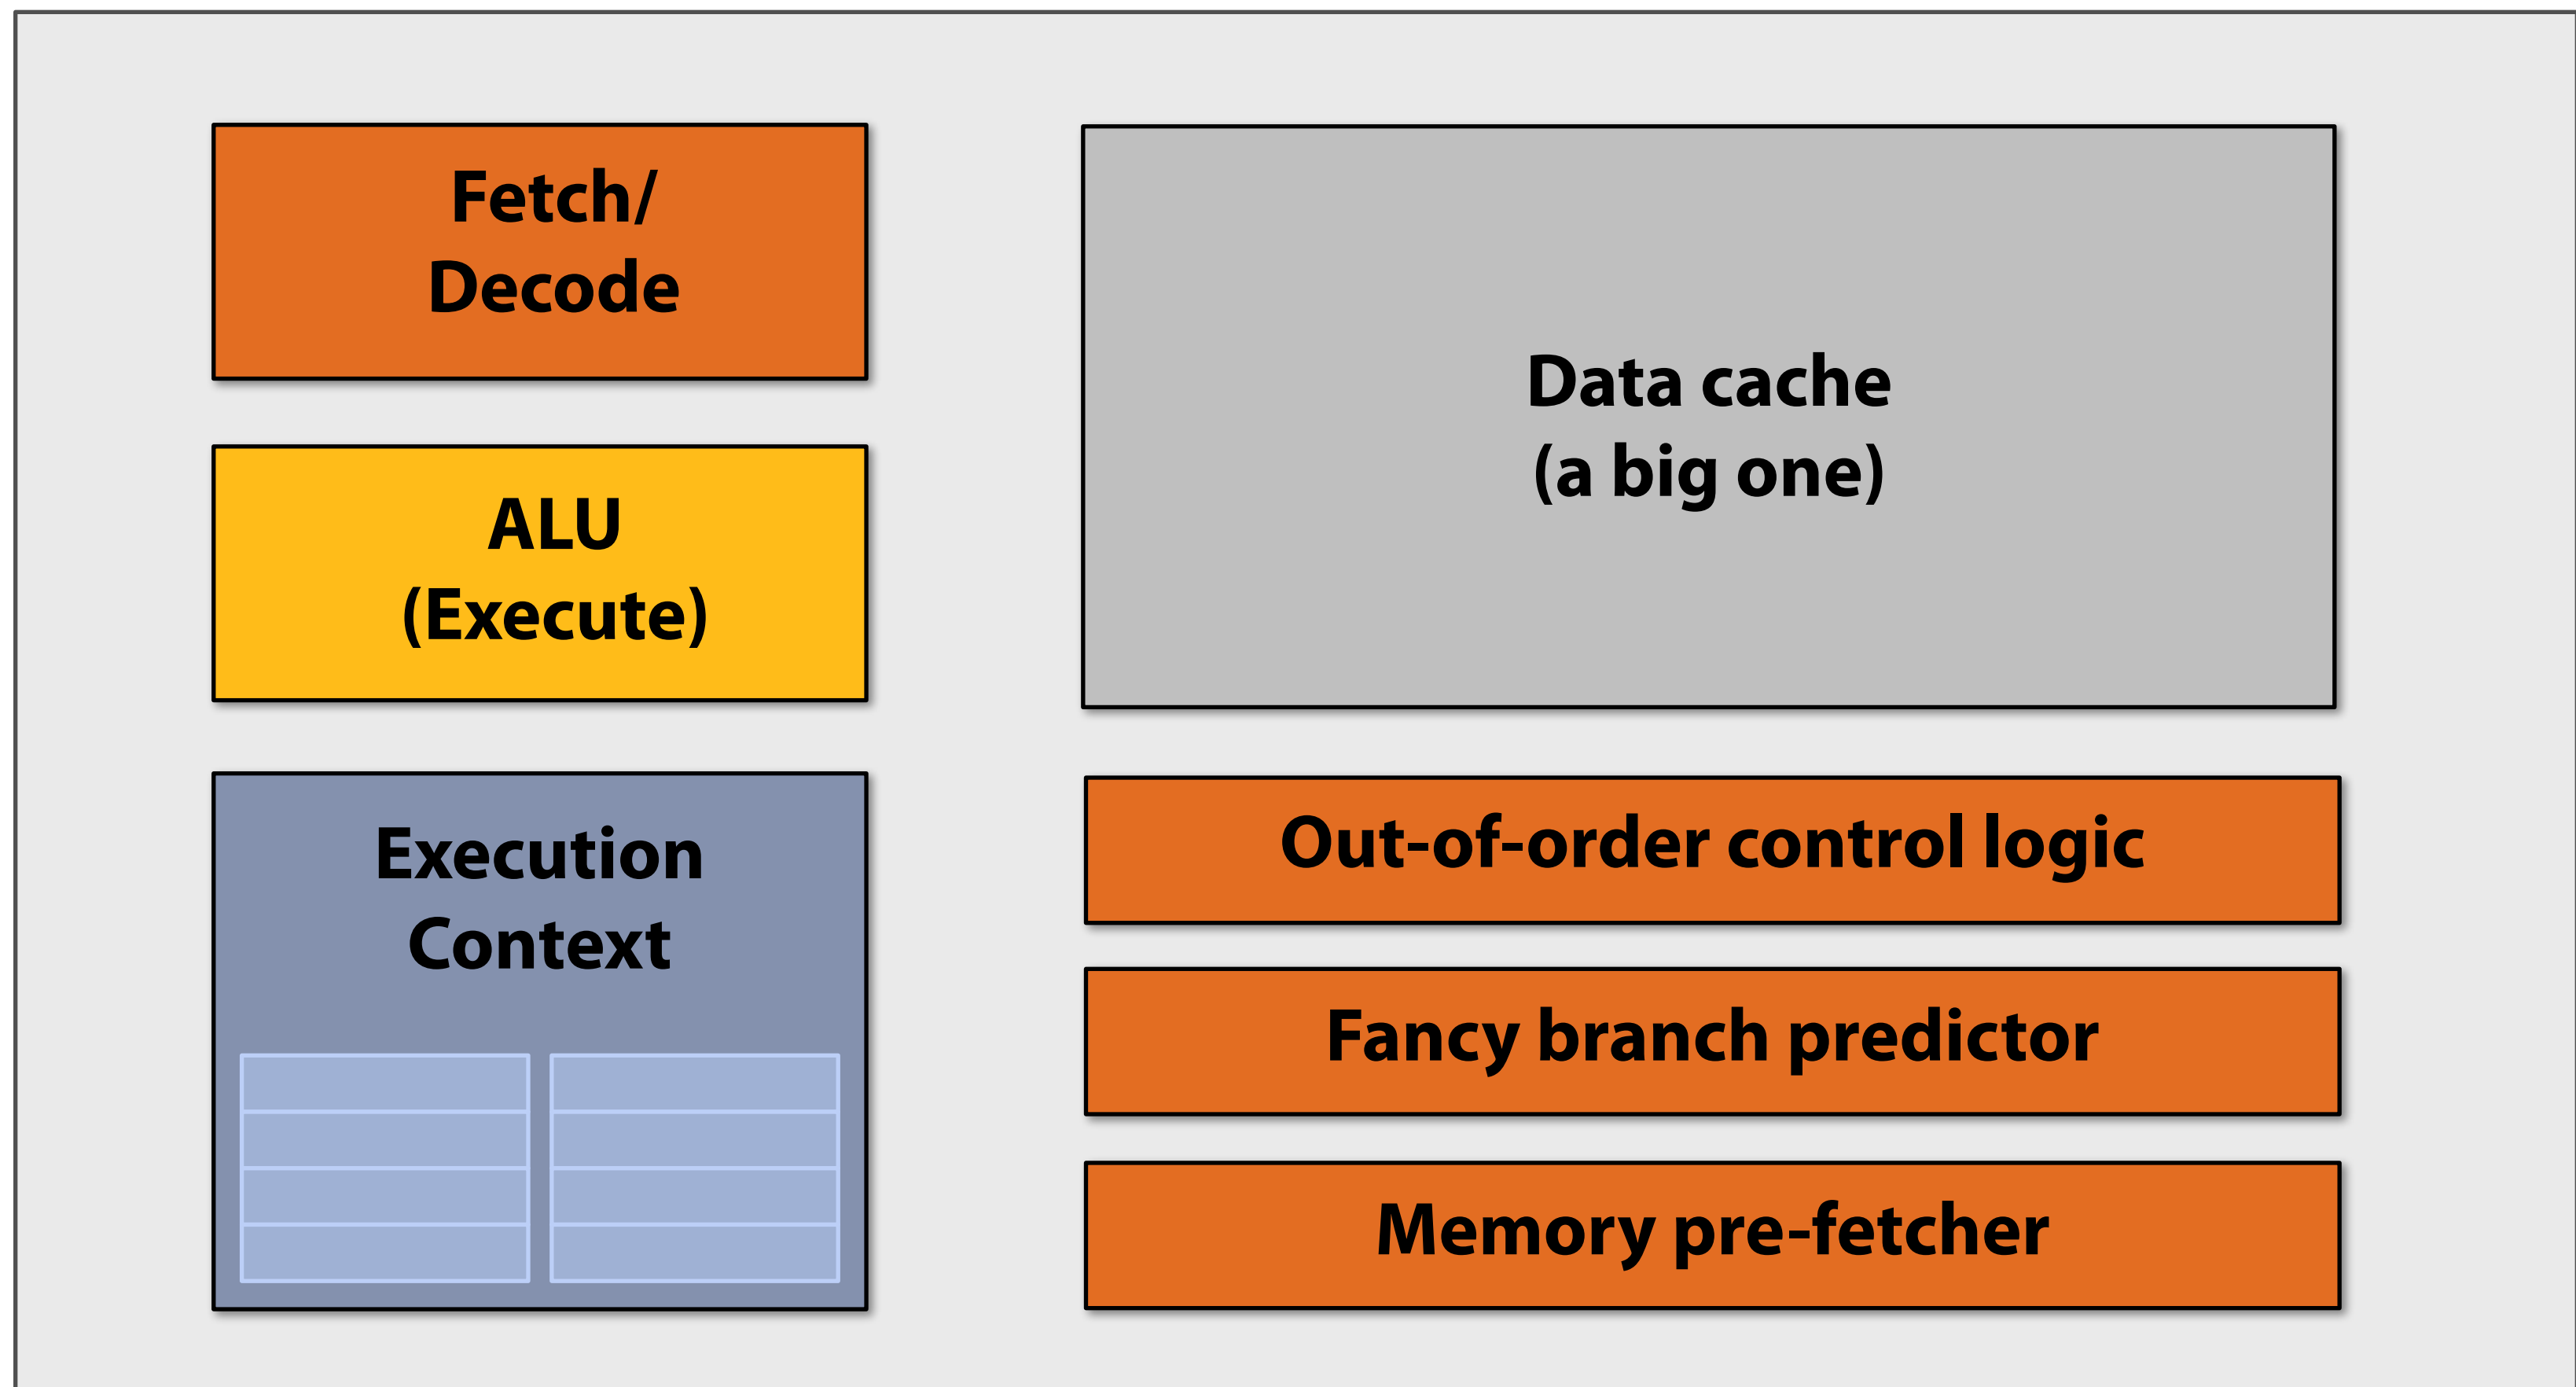 Fetch/
Decode
ALU
(Execute)
Execution
Context
Data cache
(a big one)
Out-of-order control logic
Fancy branch predictor
Memory pre-fetcher